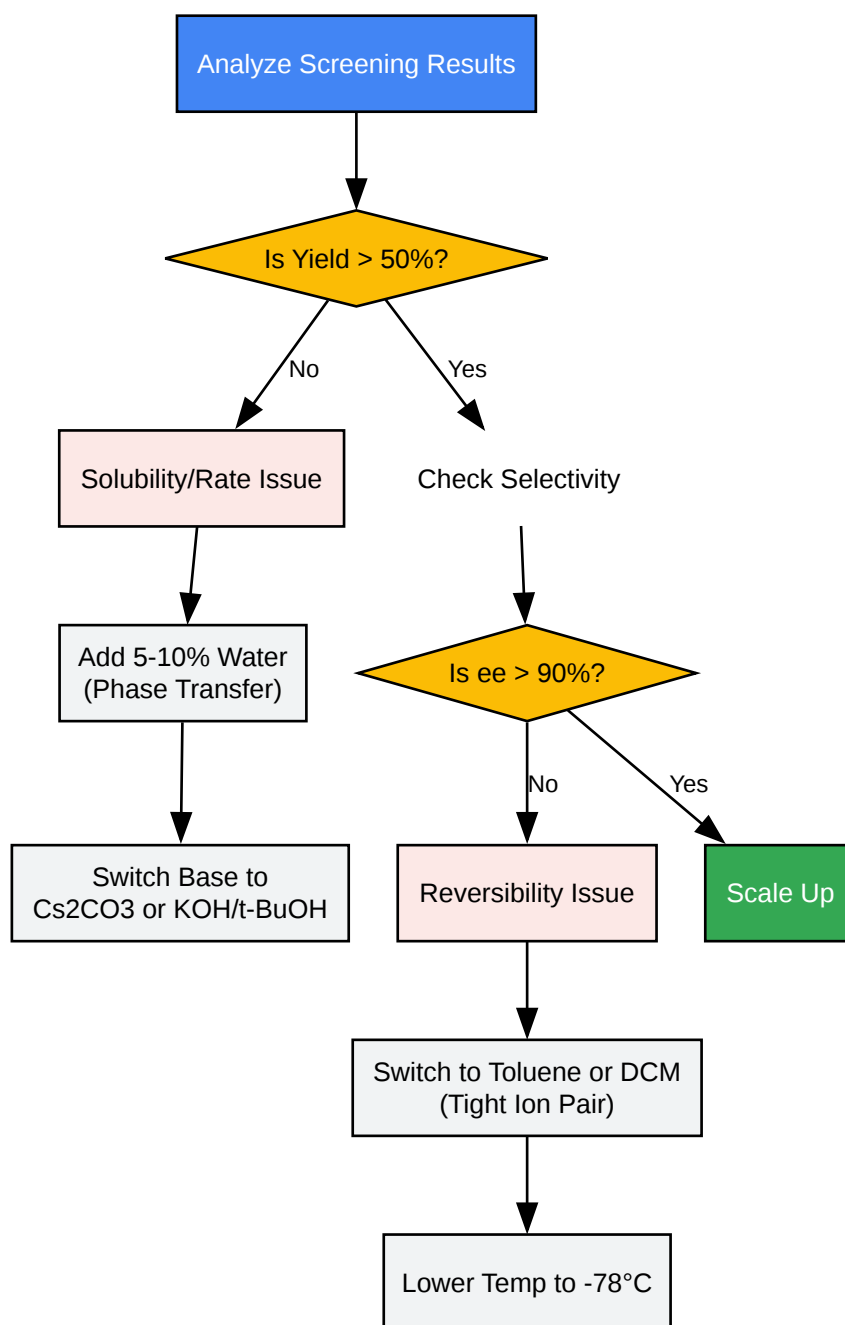 Analyze Screening Results
Is Yield > 50%?
No
Yes
Solubility/Rate Issue
Check Selectivity
Add 5-10% Water
(Phase Transfer)
Is ee > 90%?
No
Yes
Switch Base to
Cs2CO3 or KOH/t-BuOH
Reversibility Issue
Scale Up
Switch to Toluene or DCM
(Tight Ion Pair)
Lower Temp to -78°C